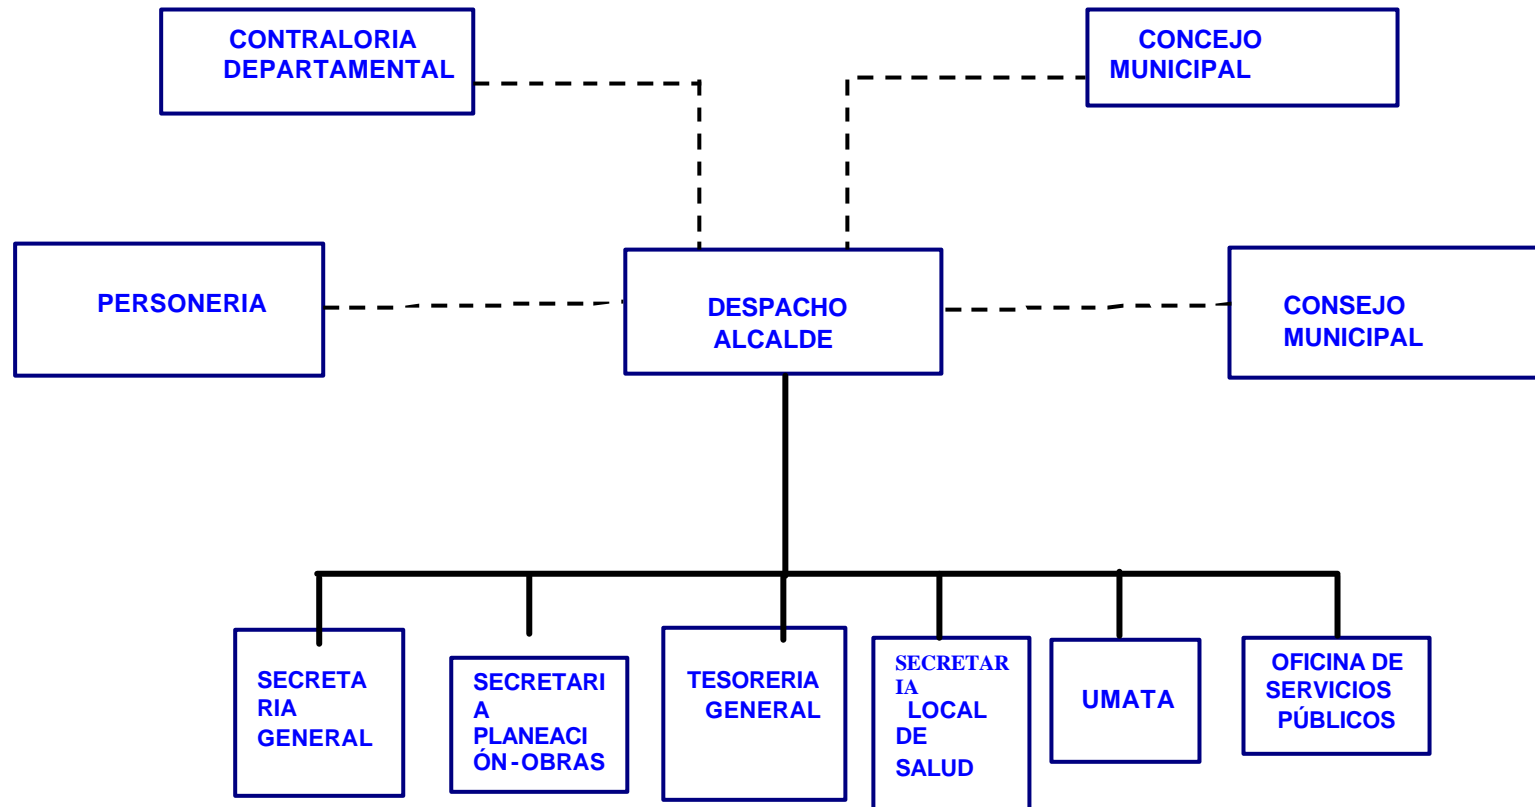 CONTRALORIA
DEPARTAMENTAL
CONCEJO
MUNICIPAL
PERSONERIA
DESPACHO
ALCALDE
CONSEJO
MUNICIPAL
SECRETA
RIA
GENERAL
SECRETARI
A
PLANEACI
ÓN-OBRAS
TESORERIA
GENERAL
SECRETAR
IA
LOCAL
DE
SALUD
UMATA
OFICINA DE
SERVICIOS
PÚBLICOS